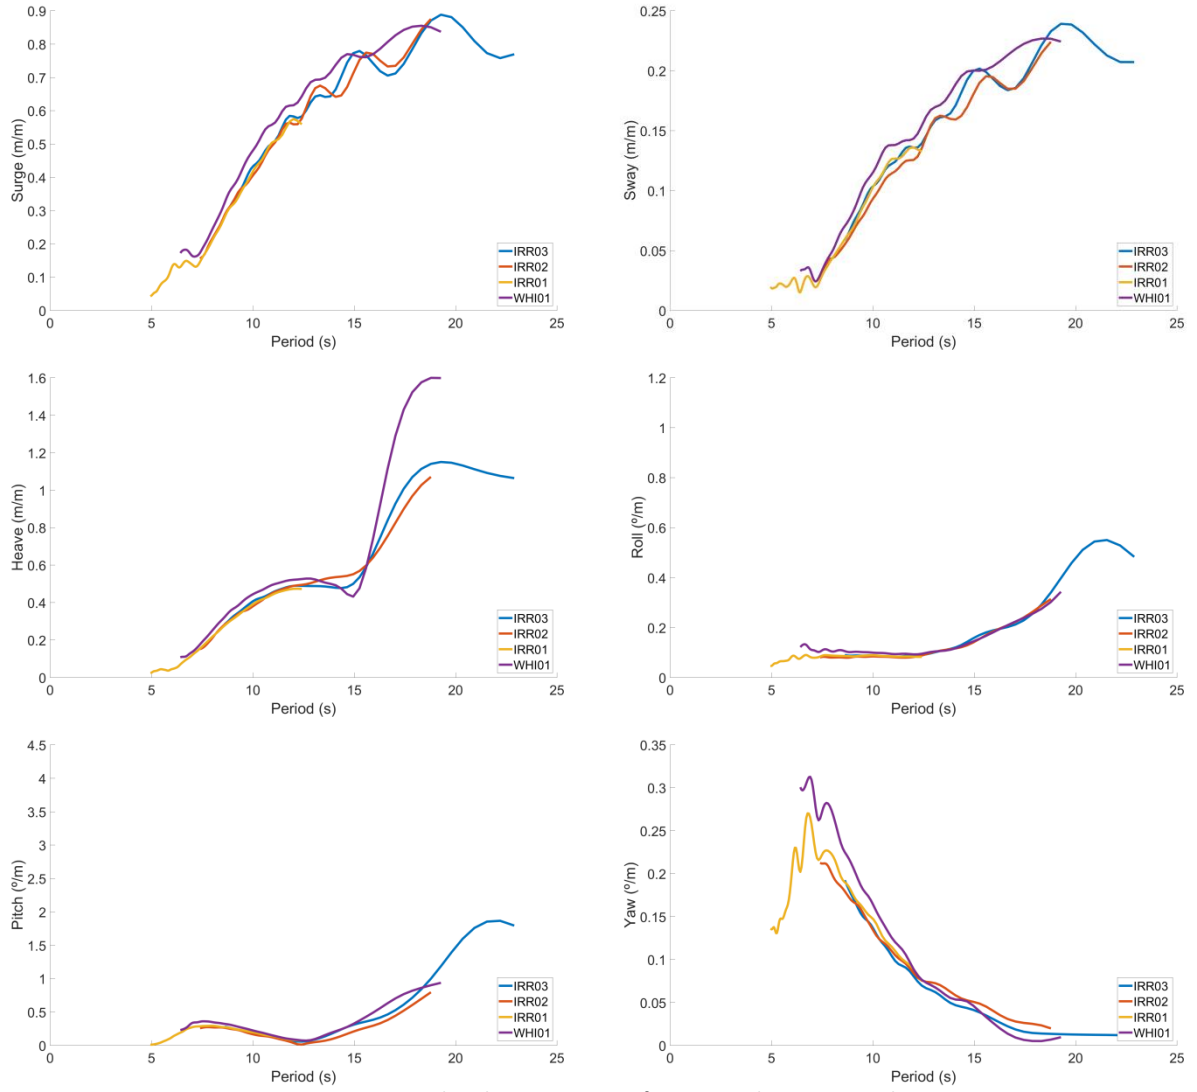 0.9
0.8
0.7
0.6
0.5
0.4
0.3
0.2
0.1
0
Surge (m/m)
0 5 10 15 20 25
Period (s)
IRR03
IRR02
IRR01
WHI01
0.25
0.2
0.15
0.1
0.05
0
Sway (m/m)
0 5 10 15 20 25
Period (s)
IRR03
IRR02
IRR01
WHI01
1.6
1.4
1.2
1
0.8
0.6
0.4
0.2
0
Heave (m/m)
0 5 10 15 20 25
Period (s)
IRR03
IRR02
IRR01
WHI01
1.2
1
0.8
0.6
0.4
0.2
0
Roll (º/m)
0 5 10 15 20 25
Period (s)
IRR03
IRR02
IRR01
WHI01
4.5
4
3.5
3
2.5
2
1.5
1
0.5
0
Pitch (º/m)
0 5 10 15 20 25
Period (s)
IRR03
IRR02
IRR01
WHI01
0.35
0.3
0.25
0.2
0.15
0.1
0.05
0
Yaw (º/m)
0 5 10 15 20 25
Period (s)
IRR03
IRR02
IRR01
WHI01